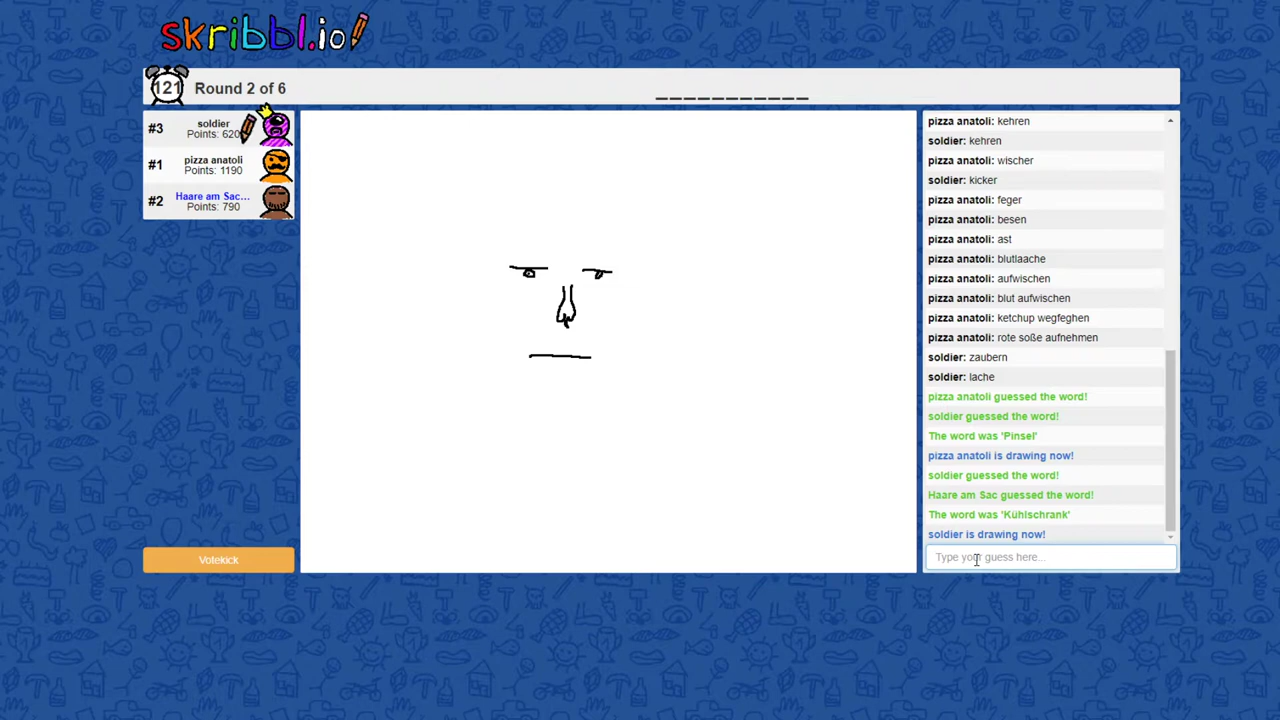 skribbl.io
121 Round 2 of 6
___________
#3 soldier
Points: 620
#1 pizza anatoli
Points: 1190
#2 Haare am Sac...
Points: 790
Votekick
pizza anatoli: kehren
soldier: kehren
pizza anatoli: wischer
soldier: kicker
pizza anatoli: feger
pizza anatoli: besen
pizza anatoli: ast
pizza anatoli: blutlaache
pizza anatoli: aufwischen
pizza anatoli: blut aufwischen
pizza anatoli: ketchup wegfeghen
pizza anatoli: rote soße aufnehmen
soldier: zaubern
soldier: lache
pizza anatoli guessed the word!
soldier guessed the word!
The word was 'Pinsel'
pizza anatoli is drawing now!
soldier guessed the word!
Haare am Sac guessed the word!
The word was 'Kühlschrank'
soldier is drawing now!
Type your guess here...